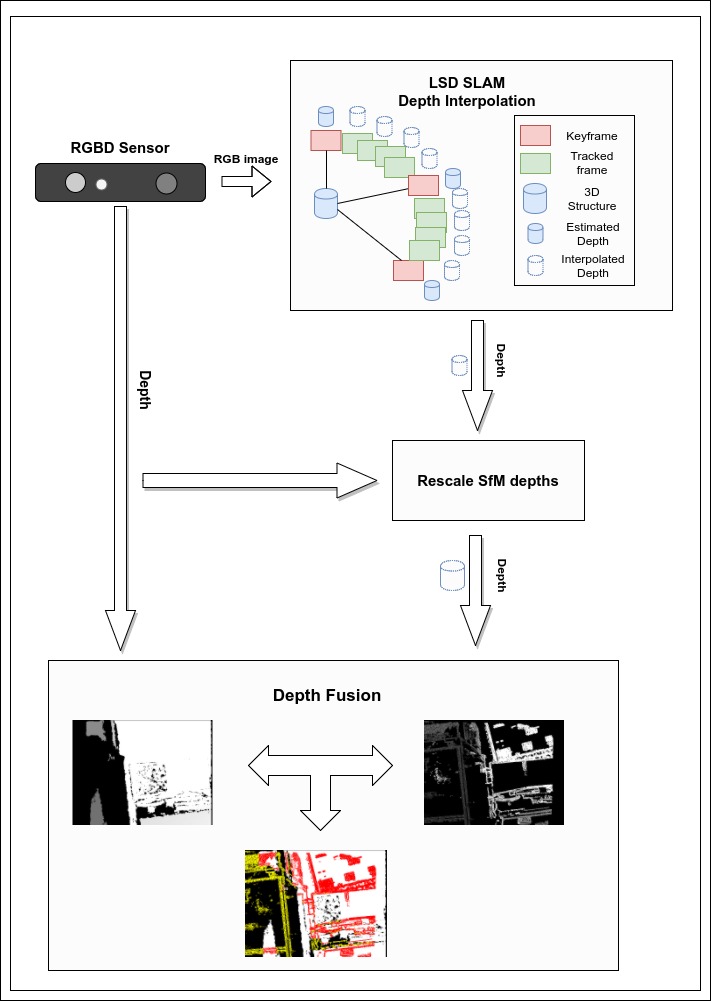 LSD SLAM
Depth Interpolation
RGBD Sensor
RGB image
Keyframe
Tracked
frame
3D
Structure
Estimated
Depth
Interpolated
Depth
Depth
Depth
Rescale SfM depths
Depth
Depth Fusion